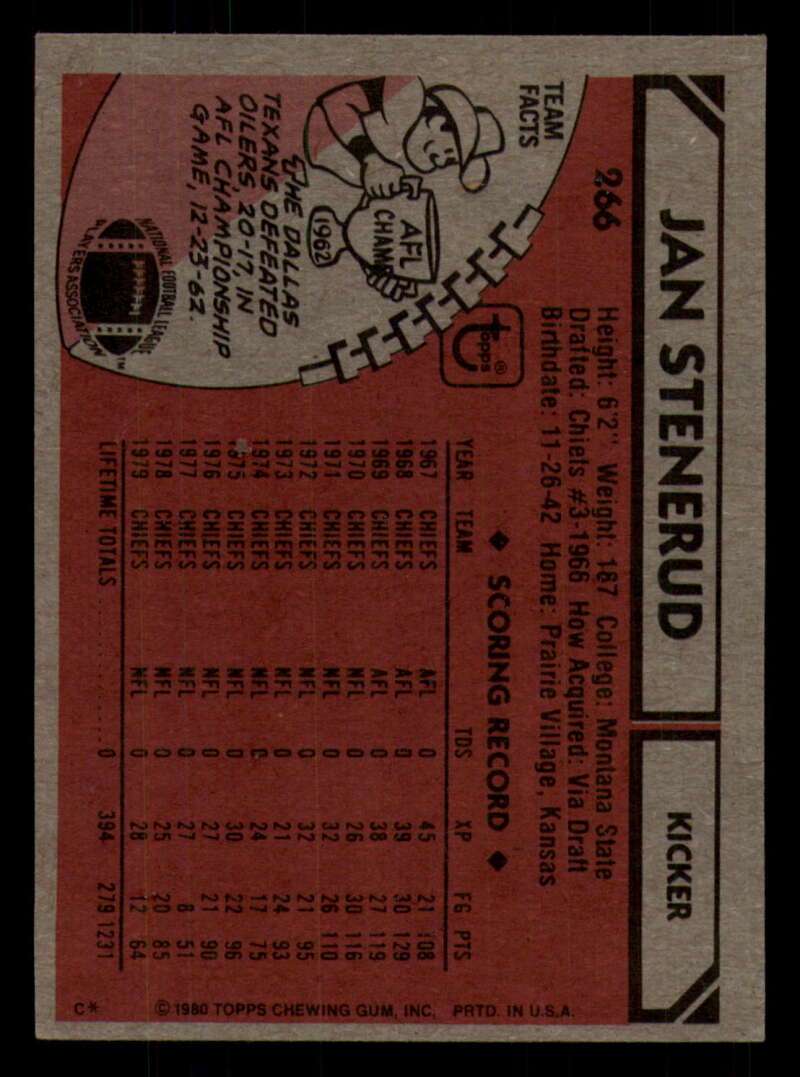 JAN STENERUD
KICKER
266
Height: 6'2" Weight: 187 College: Montana State
Drafted: Chiefs #3-1966 How Acquired: Via Draft
Birthdate: 11-26-42 Home: Prairie Village, Kansas
TEAM
FACTS
AFL
CHAMP
1962
THE DALLAS
TEXANS DEFEATED
OILERS, 20-17, IN
AFL CHAMPIONSHIP
GAME, 12-23-62.
NATIONAL FOOTBALL LEAGUE
PLAYERS ASSOCIATION
TM
topps ®
◆ SCORING RECORD ◆
YEAR TEAM TDS XP FG PTS
1967 CHIEFS AFL 0 45 21 108
1968 CHIEFS AFL 0 39 30 129
1969 CHIEFS AFL 0 38 27 119
1970 CHIEFS NFL 0 26 30 116
1971 CHIEFS NFL 0 32 26 110
1972 CHIEFS NFL 0 32 21 95
1973 CHIEFS NFL 0 21 24 93
1974 CHIEFS NFL 0 24 17 75
1975 CHIEFS NFL 0 30 22 96
1976 CHIEFS NFL 0 27 21 90
1977 CHIEFS NFL 0 27 8 51
1978 CHIEFS NFL 0 25 20 85
1979 CHIEFS NFL 0 28 12 64
LIFETIME TOTALS ............ 0 394 279 1231
C* © 1980 TOPPS CHEWING GUM, INC. PRTD. IN U.S.A.